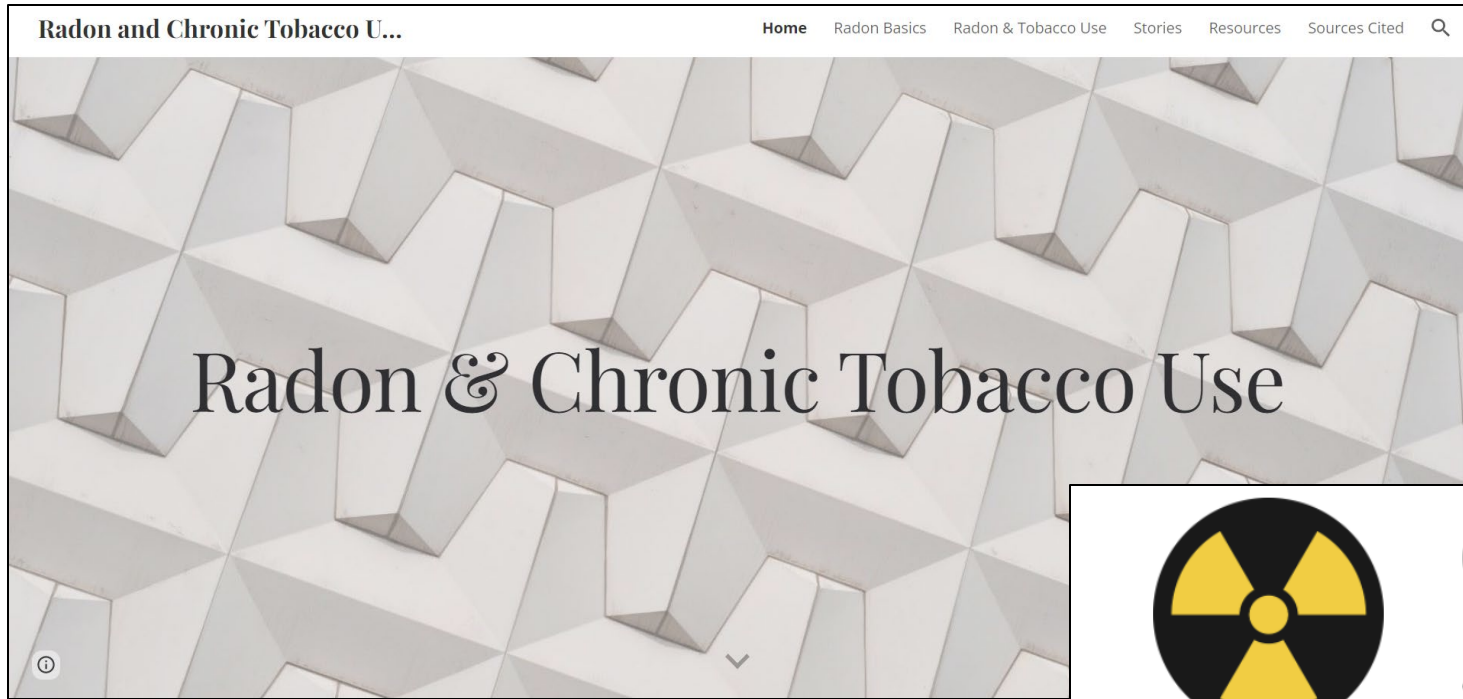 Radon and Chronic Tobacco U...
Home Radon Basics Radon & Tobacco Use Stories Resources Sources Cited
Radon & Chronic Tobacco Use